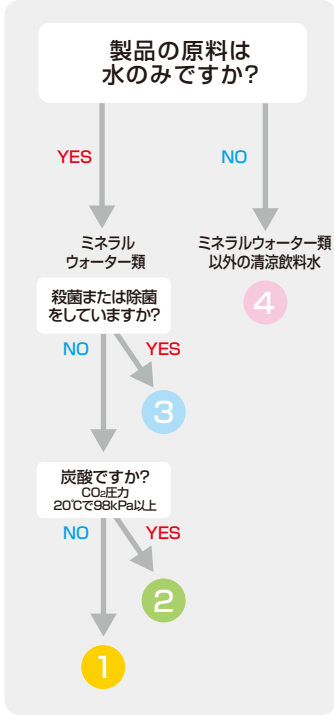 製品の原料は
水のみですか?
YES
NO
ミネラル
ウォーター類
ミネラルウォーター類
以外の清涼飲料水
4
殺菌または除菌
をしていますか?
NO
YES
3
炭酸ですか?
CO₂圧力
20℃で98kPa以上
NO
YES
2
1